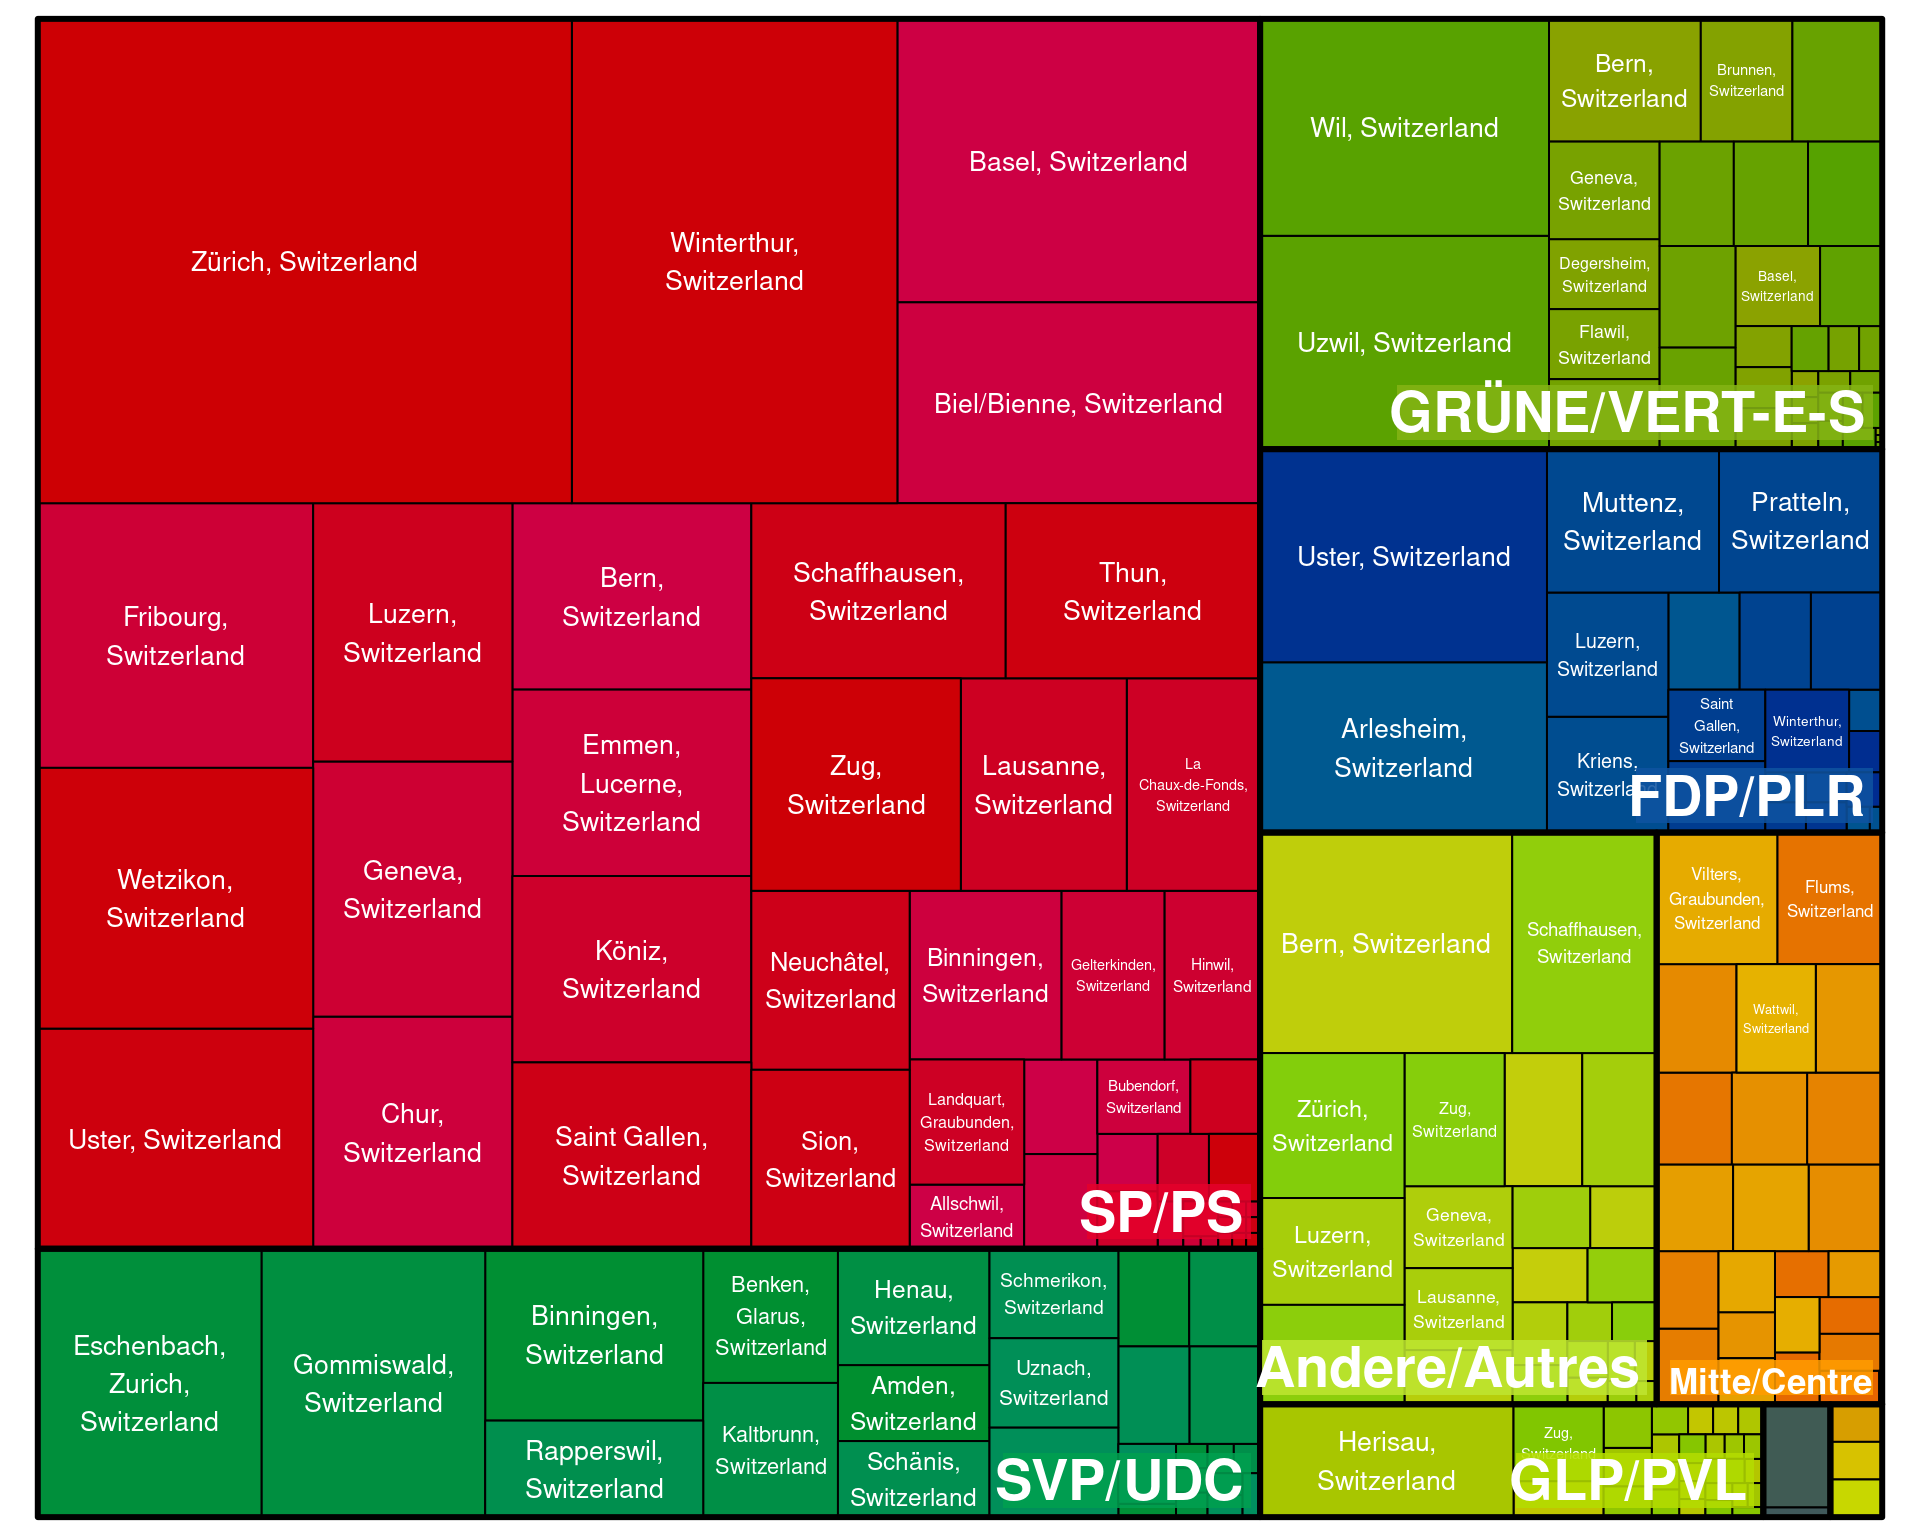 Zürich, Switzerland
Winterthur,
Switzerland
Basel, Switzerland
Biel/Bienne, Switzerland
Fribourg,
Switzerland
Luzern,
Switzerland
Bern,
Switzerland
Schaffhausen,
Switzerland
Thun,
Switzerland
Emmen,
Lucerne,
Switzerland
Zug,
Switzerland
Lausanne,
Switzerland
La
Chaux-de-Fonds,
Switzerland
Wetzikon,
Switzerland
Geneva,
Switzerland
Köniz,
Switzerland
Neuchâtel,
Switzerland
Binningen,
Switzerland
Gelterkinden,
Switzerland
Hinwil,
Switzerland
Uster, Switzerland
Chur,
Switzerland
Saint Gallen,
Switzerland
Sion,
Switzerland
Landquart,
Graubunden,
Switzerland
Bubendorf,
Switzerland
Allschwil,
Switzerland
SP/PS
Eschenbach,
Zurich,
Switzerland
Gommiswald,
Switzerland
Binningen,
Switzerland
Rapperswil,
Switzerland
Benken,
Glarus,
Switzerland
Kaltbrunn,
Switzerland
Henau,
Switzerland
Amden,
Switzerland
Schänis,
Switzerland
Schmerikon,
Switzerland
Uznach,
Switzerland
SVP/UDC
Wil, Switzerland
Uzwil, Switzerland
Bern,
Switzerland
Brunnen,
Switzerland
Geneva,
Switzerland
Degersheim,
Switzerland
Flawil,
Switzerland
Basel,
Switzerland
GRÜNE/VERT-E-S
Uster, Switzerland
Arlesheim,
Switzerland
Muttenz,
Switzerland
Pratteln,
Switzerland
Luzern,
Switzerland
Kriens,
Switzerland
Saint
Gallen,
Switzerland
Winterthur,
Switzerland
FDP/PLR
Bern, Switzerland
Schaffhausen,
Switzerland
Zürich,
Switzerland
Zug,
Switzerland
Luzern,
Switzerland
Geneva,
Switzerland
Lausanne,
Switzerland
Andere/Autres
Vilters,
Graubunden,
Switzerland
Flums,
Switzerland
Wattwil,
Switzerland
Mitte/Centre
Herisau,
Switzerland
Zug,
Switzerland
GLP/PVL